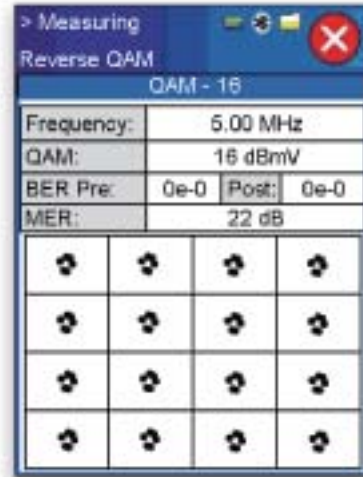 > Measuring
Reverse QAM
QAM - 16
Frequency: 5.00 MHz
QAM: 16 dBmV
BER Pre: 0e-0 Post: 0e-0
MER: 22 dB